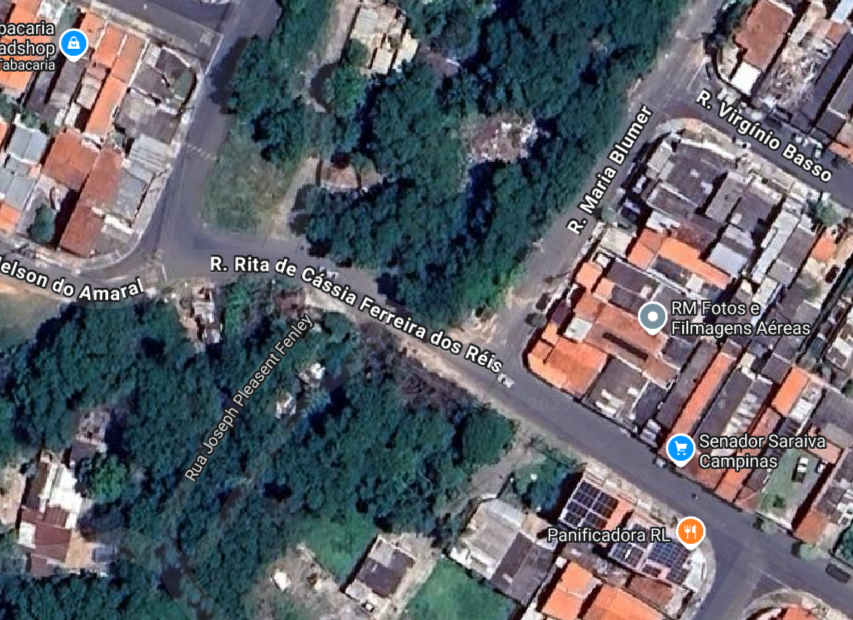 bacaria
adshop
Tabacaria
R. Virgínio Basso
R. Maria Blumer
elson do Amaral
R. Rita de Cássia Ferreira dos Réis
RM Fotos e
Filmagens Aéreas
Rua Joseph Pleasent Fenley
Senador Saraiva
Campinas
Panificadora RL